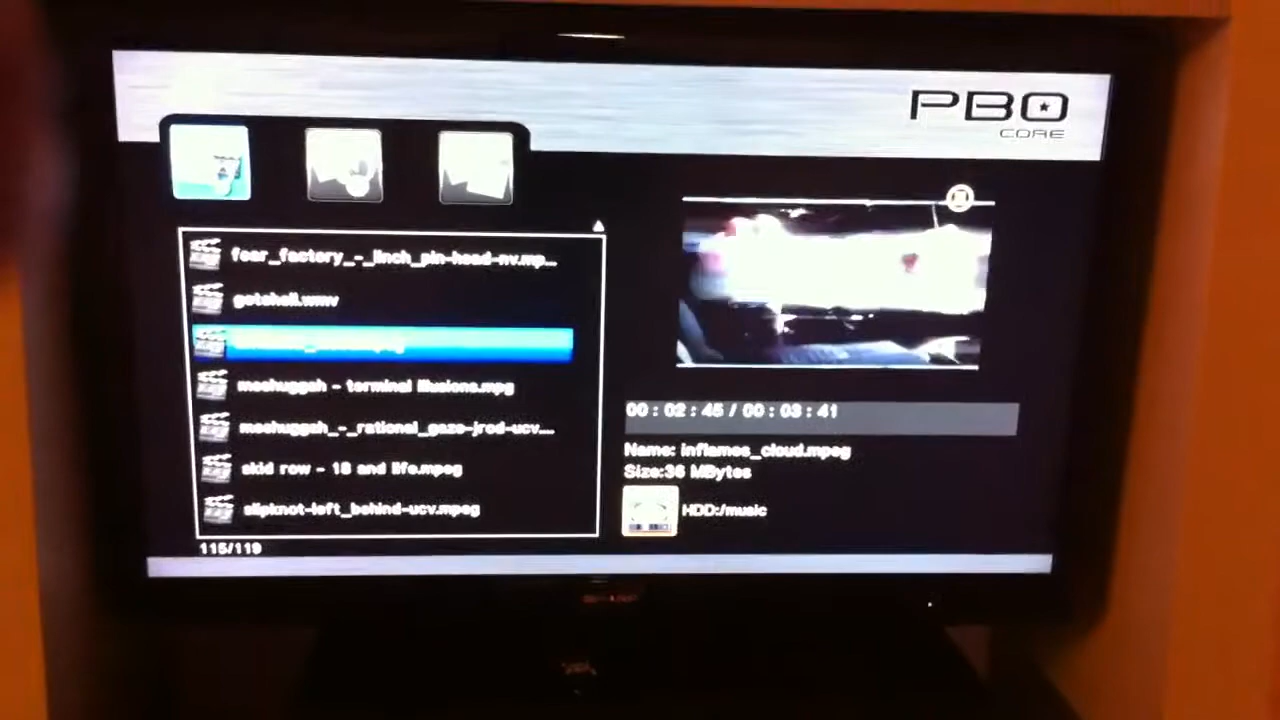 PBO
CORE
fear_factory_-_linch_pin-head-nv.mp...
gotshell.wmv
meshuggah - terminal illusions.mpg
meshuggah_-_rational_gaze-jrod-ucv....
skid row - 18 and life.mpeg
slipknot-left_behind-ucv.mpeg
115/119
00 : 02 : 45 / 00 : 03 : 41
Name: inflames_cloud.mpeg
Size:36 MBytes
HDD:/music